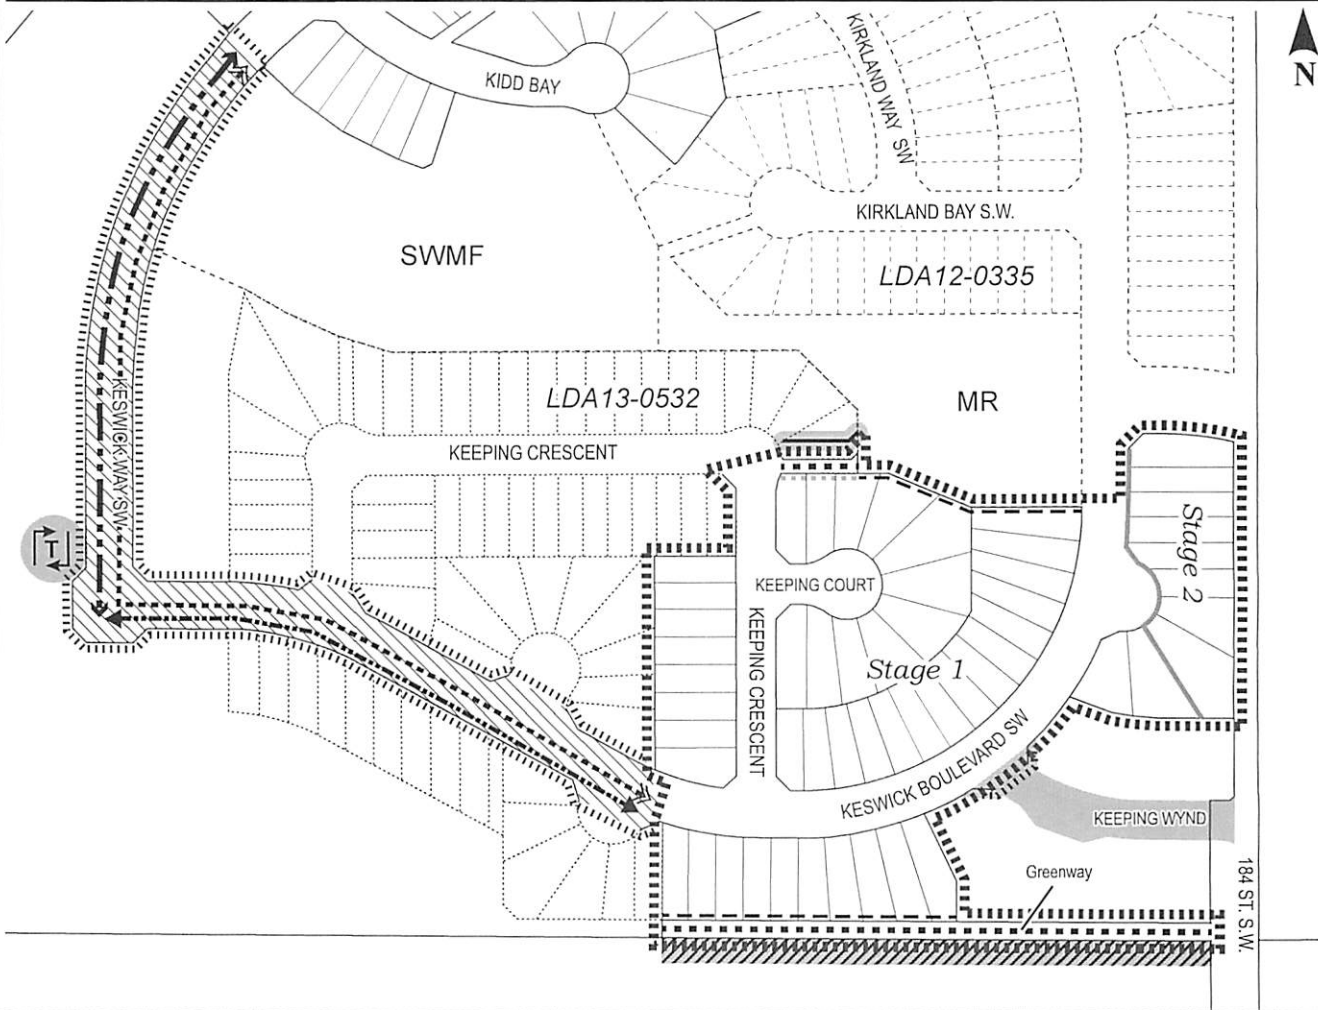 N
KIDD BAY
KIRKLAND WAY SW
KIRKLAND BAY S.W.
SWMF
LDA12-0335
LDA13-0532
MR
KEEPING CRESCENT
KESWICK WAY SW
T
Stage 2
KEEPING COURT
KEEPING CRESCENT
Stage 1
KESWICK BOULEVARD SW
KEEPING WYND
Greenway
184 ST. S.W.